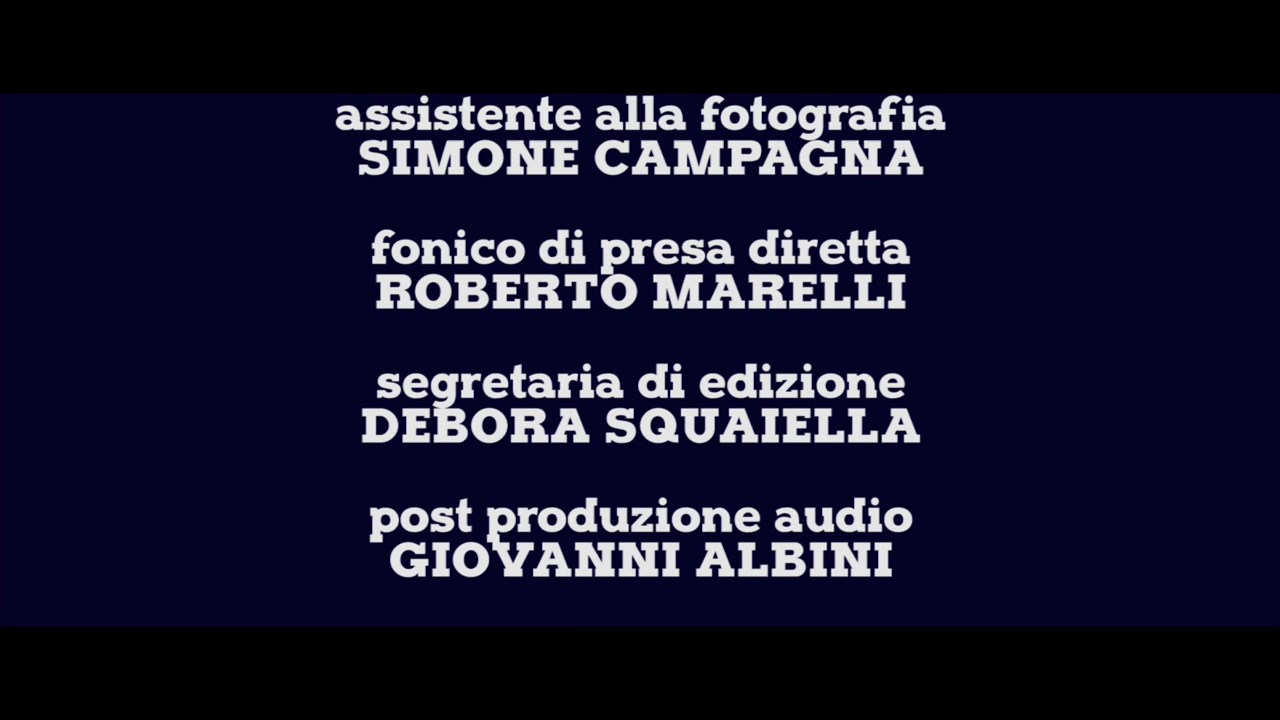 assistente alla fotografia
SIMONE CAMPAGNA
fonico di presa diretta
ROBERTO MARELLI
segretaria di edizione
DEBORA SQUAIELLA
post produzione audio
GIOVANNI ALBINI